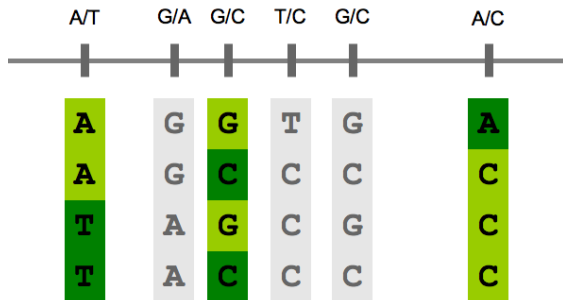 A/T G/A G/C T/C G/C A/C
A G G T G A
A G C C C C
T A G C G C
T A C C C C